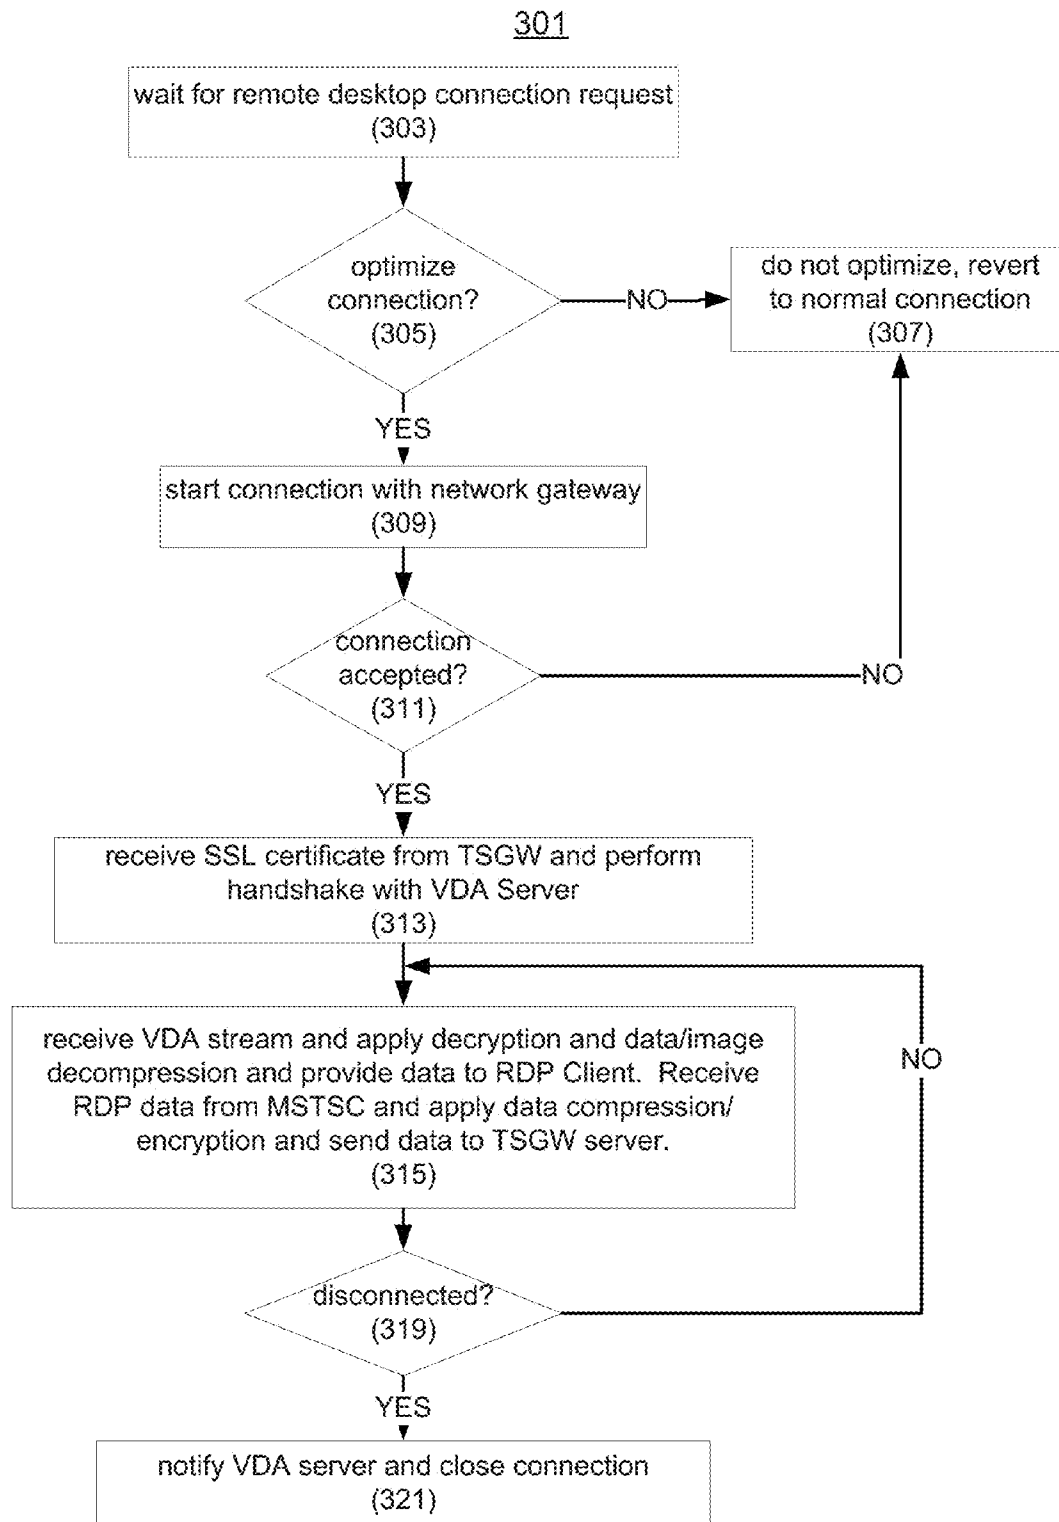 301
wait for remote desktop connection request
(303)
optimize
connection?
(305)
NO
do not optimize, revert
to normal connection
(307)
YES
start connection with network gateway
(309)
connection
accepted?
(311)
NO
YES
receive SSL certificate from TSGW and perform
handshake with VDA Server
(313)
receive VDA stream and apply decryption and data/image
decompression and provide data to RDP Client. Receive
RDP data from MSTSC and apply data compression/
encryption and send data to TSGW server.
(315)
NO
disconnected?
(319)
YES
notify VDA server and close connection
(321)